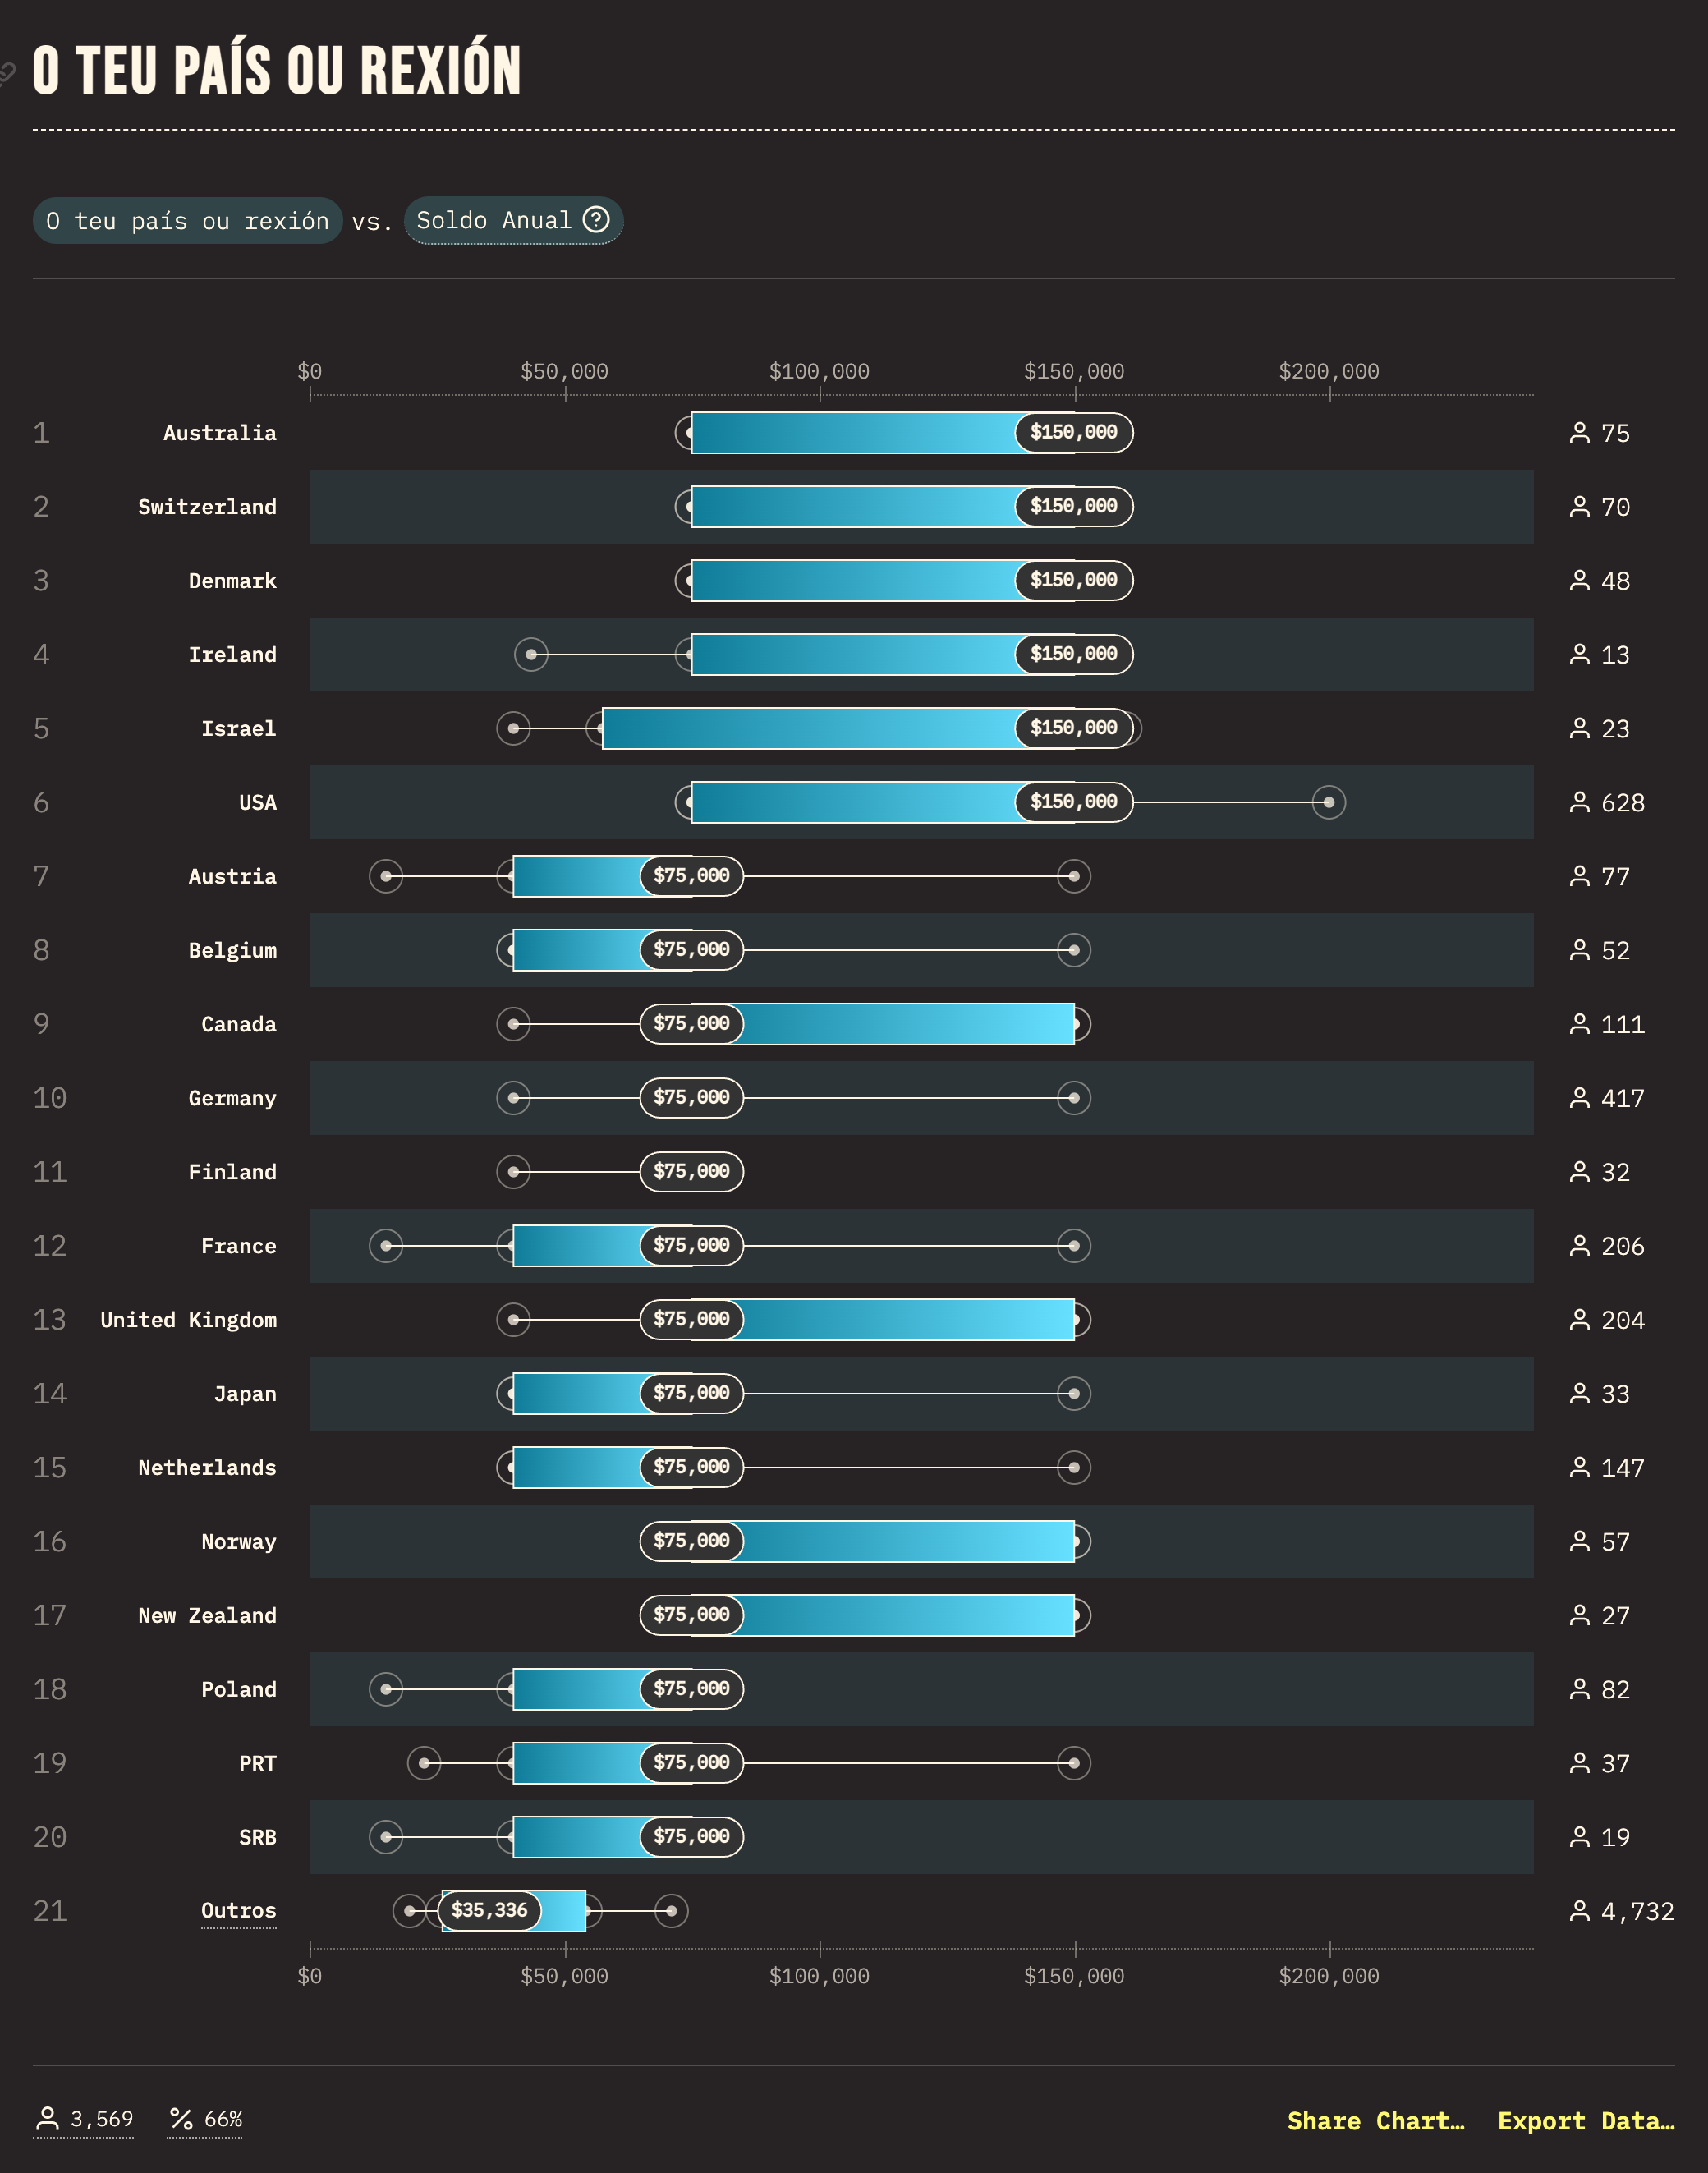 O TEU PAÍS OU REXIÓN
O teu país ou rexión vs. Soldo Anual ?
$0 $50,000 $100,000 $150,000 $200,000
1 Australia $150,000 75
2 Switzerland $150,000 70
3 Denmark $150,000 48
4 Ireland $150,000 13
5 Israel $150,000 23
6 USA $150,000 628
7 Austria $75,000 77
8 Belgium $75,000 52
9 Canada $75,000 111
10 Germany $75,000 417
11 Finland $75,000 32
12 France $75,000 206
13 United Kingdom $75,000 204
14 Japan $75,000 33
15 Netherlands $75,000 147
16 Norway $75,000 57
17 New Zealand $75,000 27
18 Poland $75,000 82
19 PRT $75,000 37
20 SRB $75,000 19
21 Outros $35,336 4,732
$0 $50,000 $100,000 $150,000 $200,000
3,569 % 66% Share Chart… Export Data…